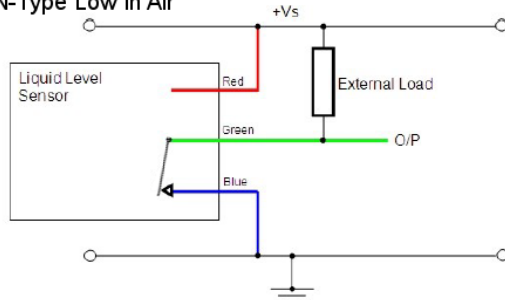 N-Type Low in Air
+Vs
Liquid Level
Sensor
Red
External Load
Green
O/P
Blue